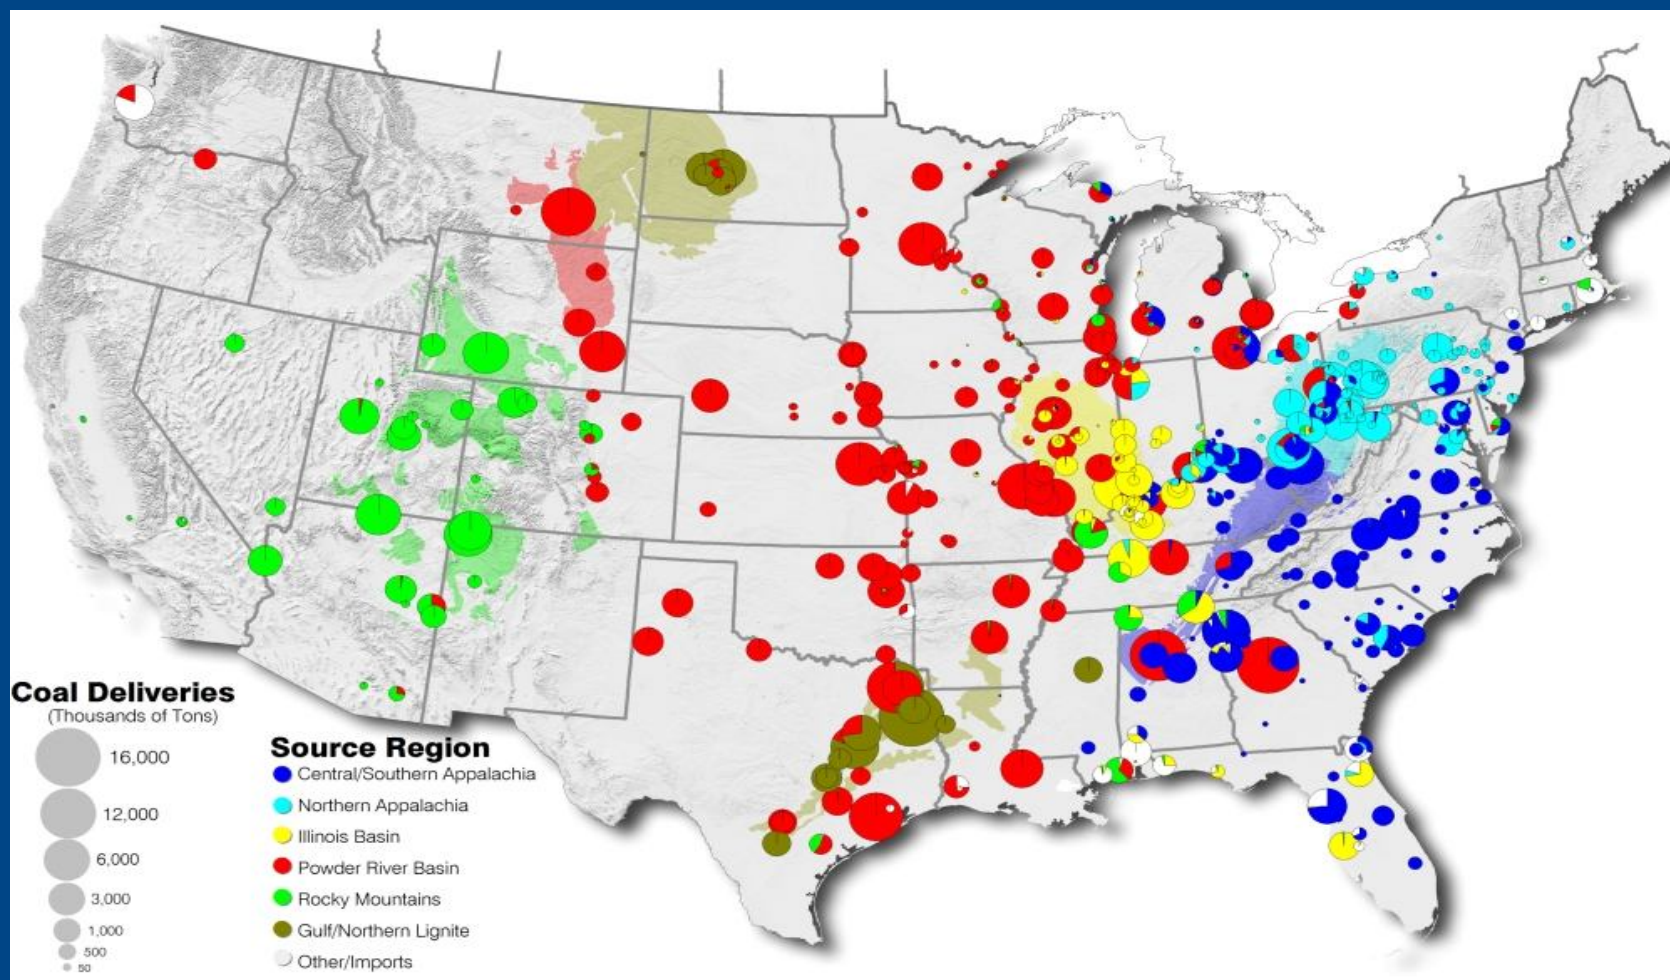 Coal Deliveries
(Thousands of Tons)
16,000
12,000
6,000
3,000
1,000
500
50
Source Region
Central/Southern Appalachia
Northern Appalachia
Illinois Basin
Powder River Basin
Rocky Mountains
Gulf/Northern Lignite
Other/Imports